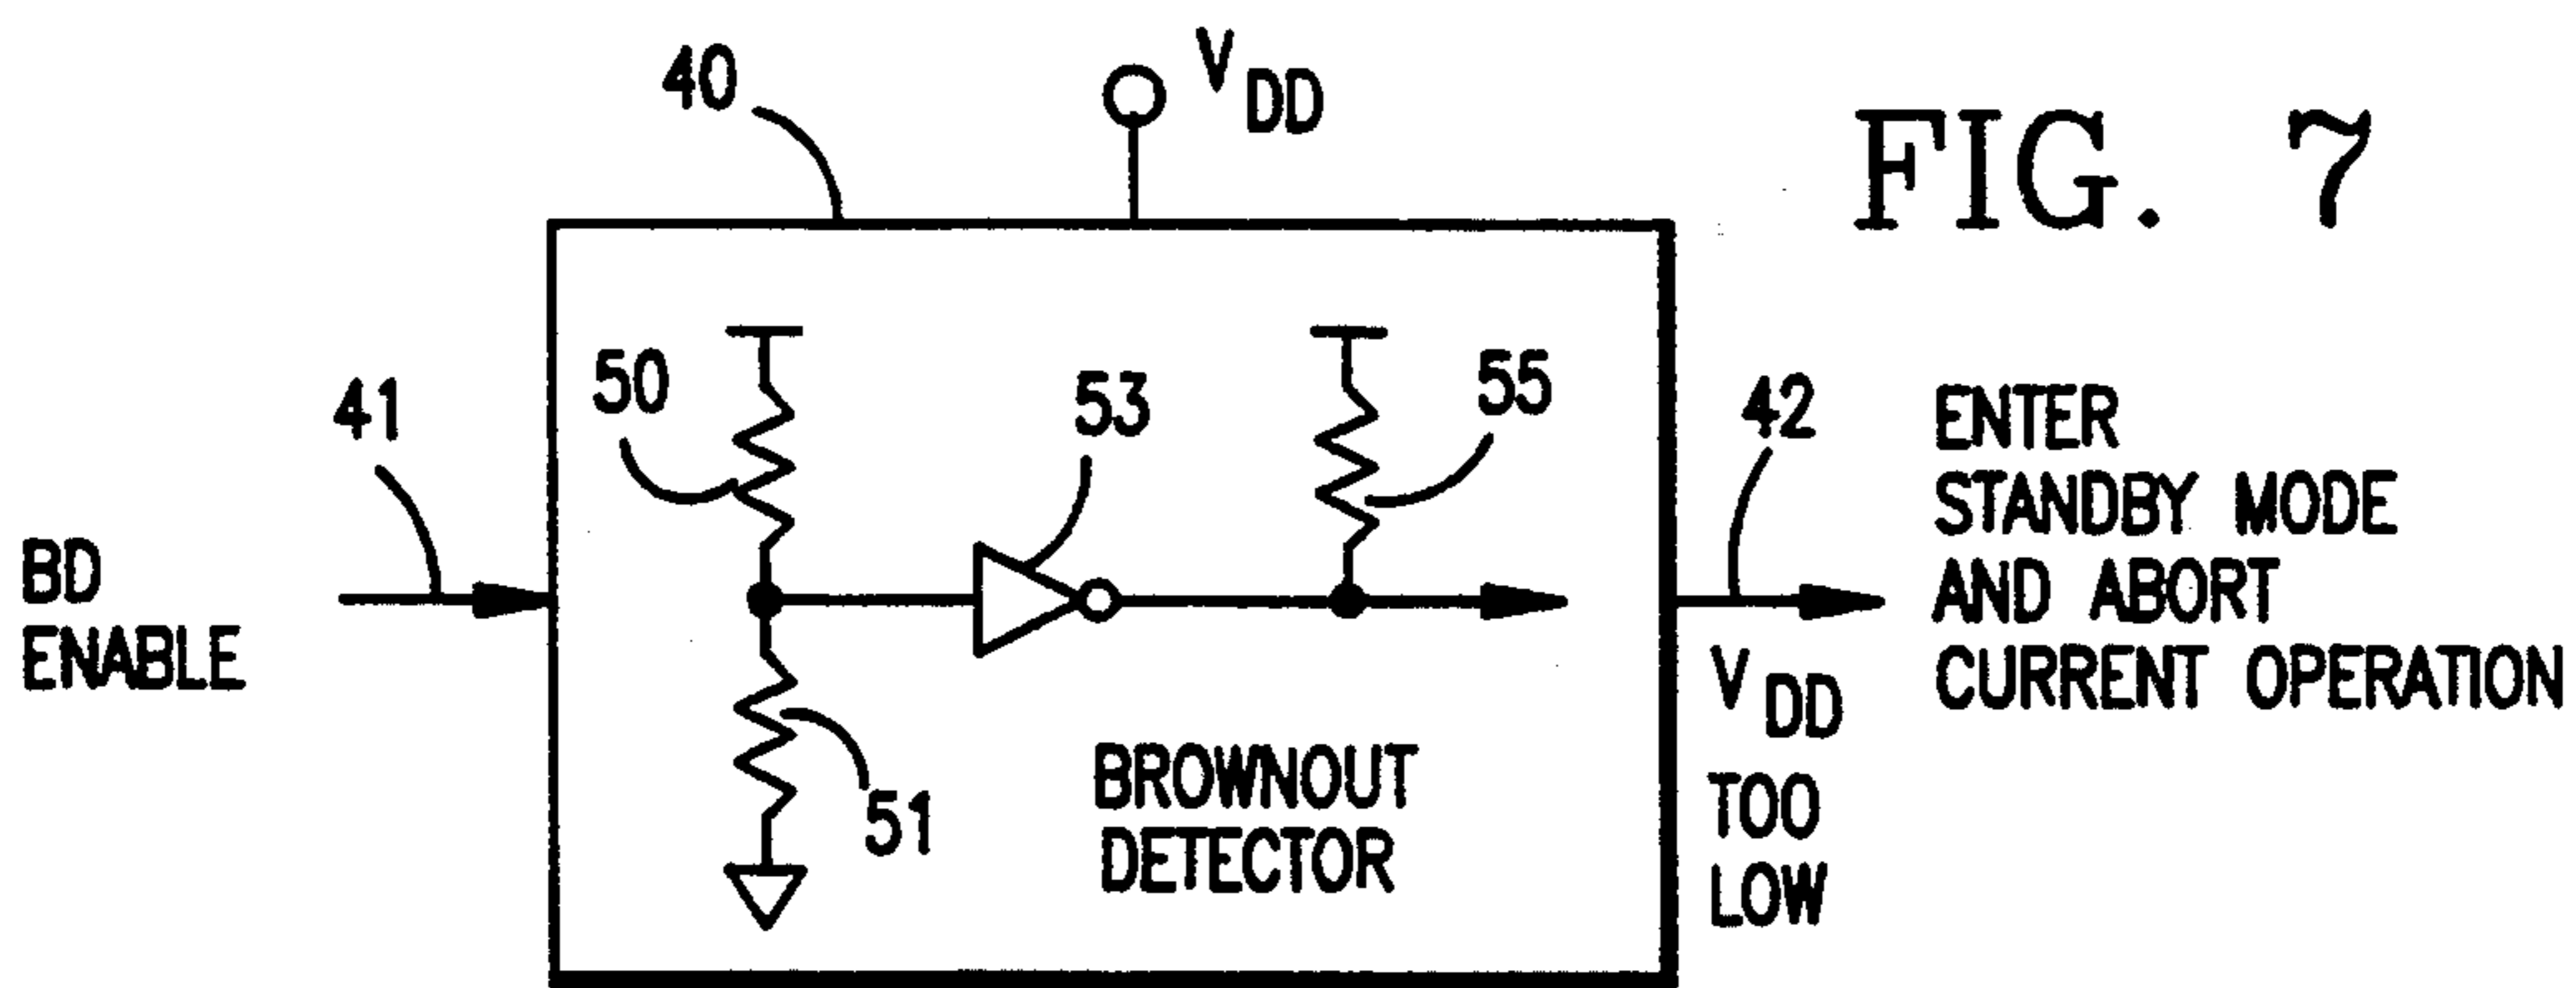 FIG. 7
40
V DD
41
BD
ENABLE
50
53
55
51
BROWNOUT
DETECTOR
42
V DD
TOO
LOW
ENTER
STANDBY MODE
AND ABORT
CURRENT OPERATION